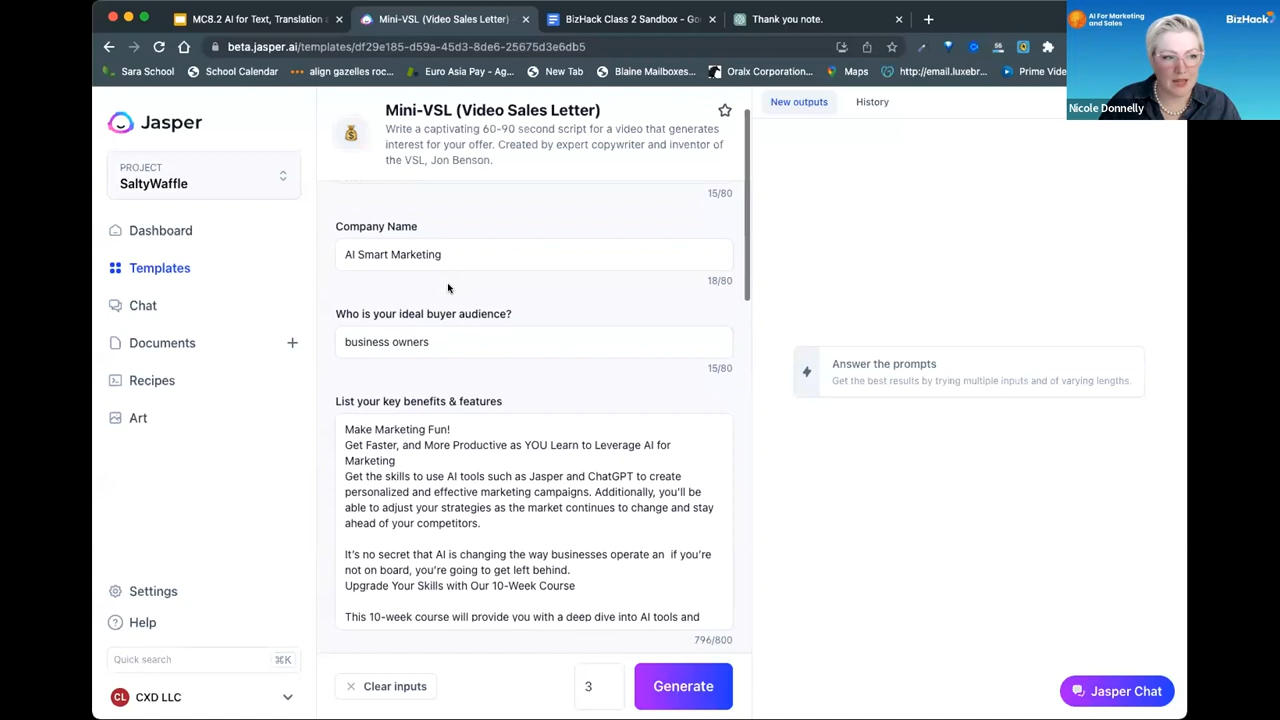 MC8.2 AI for Text, Translation a
Mini-VSL (Video Sales Letter)
BizHack Class 2 Sandbox - Go
Thank you note.
beta.jasper.ai/templates/df29e185-d59a-45d3-8de6-25675d3e6db5
Sara School
School Calendar
align gazelles roc...
Euro Asia Pay - Ag...
New Tab
Blaine Mailboxes...
Oralx Corporation...
Maps
http://email.luxebr...
Prime Video
AI For Marketing
and Sales
BizHack
Nicole Donnelly
Jasper
PROJECT
SaltyWaffle
Dashboard
Templates
Chat
Documents
Recipes
Art
Settings
Help
Quick search
⌘K
CL
CXD LLC
Mini-VSL (Video Sales Letter)
Write a captivating 60-90 second script for a video that generates
interest for your offer. Created by expert copywriter and inventor of
the VSL, Jon Benson.
15/80
Company Name
AI Smart Marketing
18/80
Who is your ideal buyer audience?
business owners
15/80
List your key benefits & features
Make Marketing Fun!
Get Faster, and More Productive as YOU Learn to Leverage AI for
Marketing
Get the skills to use AI tools such as Jasper and ChatGPT to create
personalized and effective marketing campaigns. Additionally, you'll be
able to adjust your strategies as the market continues to change and stay
ahead of your competitors.
It's no secret that AI is changing the way businesses operate an  if you're
not on board, you're going to get left behind.
Upgrade Your Skills with Our 10-Week Course
This 10-week course will provide you with a deep dive into AI tools and
796/800
Clear inputs
3
Generate
New outputs
History
Answer the prompts
Get the best results by trying multiple inputs and of varying lengths.
Jasper Chat